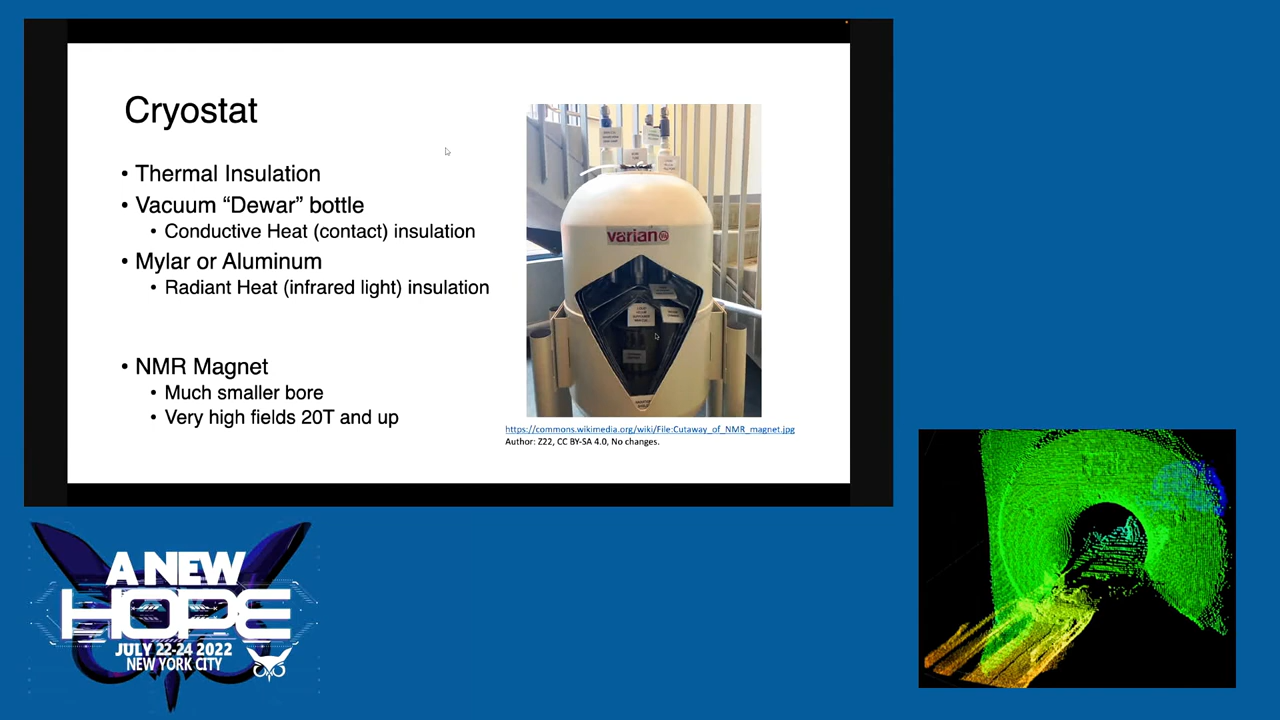 Cryostat
• Thermal Insulation
• Vacuum “Dewar” bottle
• Conductive Heat (contact) insulation
• Mylar or Aluminum
• Radiant Heat (infrared light) insulation
• NMR Magnet
• Much smaller bore
• Very high fields 20T and up
varian
https://commons.wikimedia.org/wiki/File:Cutaway_of_NMR_magnet.jpg
Author: Z22, CC BY-SA 4.0, No changes.
A NEW
HOPE
JULY 22-24 2022
NEW YORK CITY